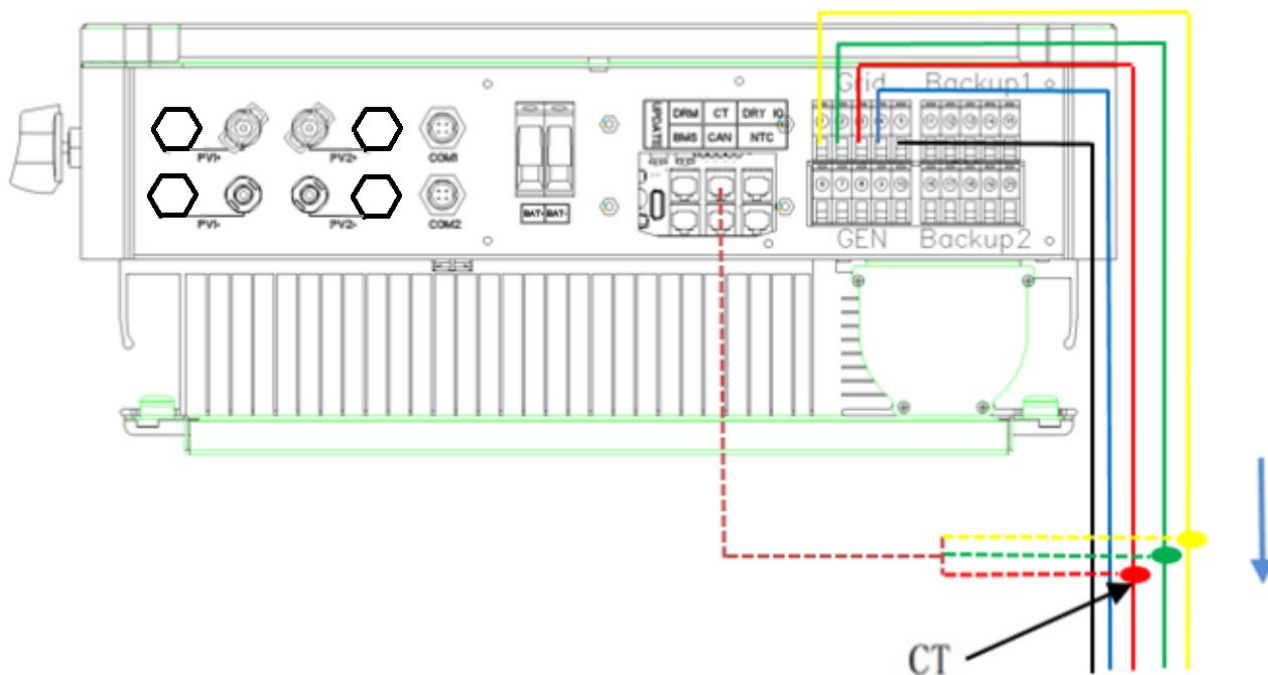 Grid Backup1
UPDATE DRM CT DRY IO
BMS CAN NTC
PV1+ PV2+ COM1
BAT+ BAT-
PV1- PV2- COM2
GEN Backup2
CT